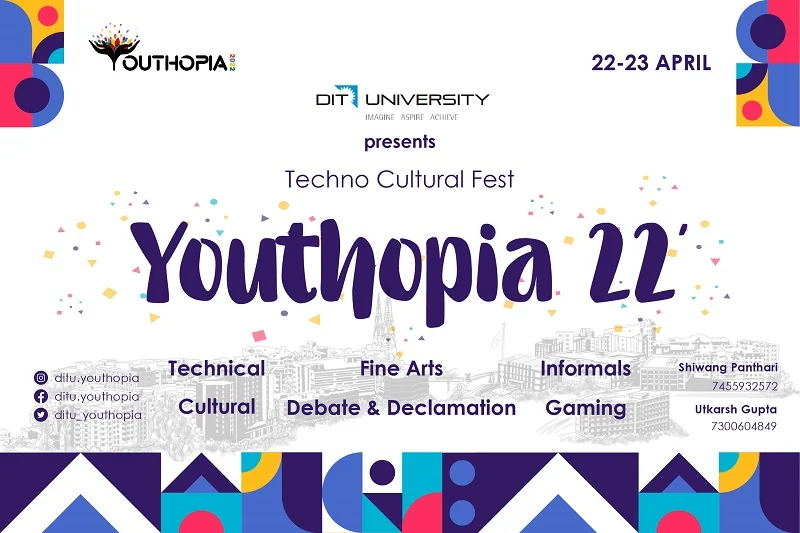 YOUTHOPIA 2022
22-23 APRIL
DIT UNIVERSITY
IMAGINE ASPIRE ACHIEVE
presents
Techno Cultural Fest
Youthopia 22'
Technical
Fine Arts
Informals
Cultural
Debate & Declamation
Gaming
ditu.youthopia
ditu.youthopia
ditu_youthopia
Shiwang Panthari
7455932572
Utkarsh Gupta
7300604849